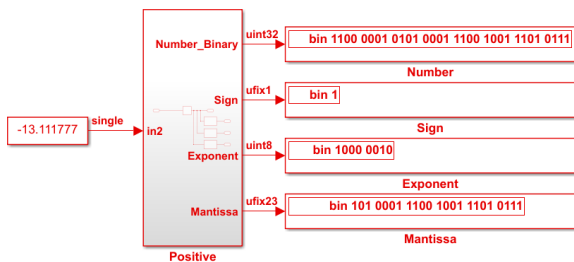 -13.111777
single
in2
Number_Binary
Sign
Exponent
Mantissa
Positive
uint32
bin 1100 0001 0101 0001 1100 1001 1101 0111
Number
ufix1
bin 1
Sign
uint8
bin 1000 0010
Exponent
ufix23
bin 101 0001 1100 1001 1101 0111
Mantissa